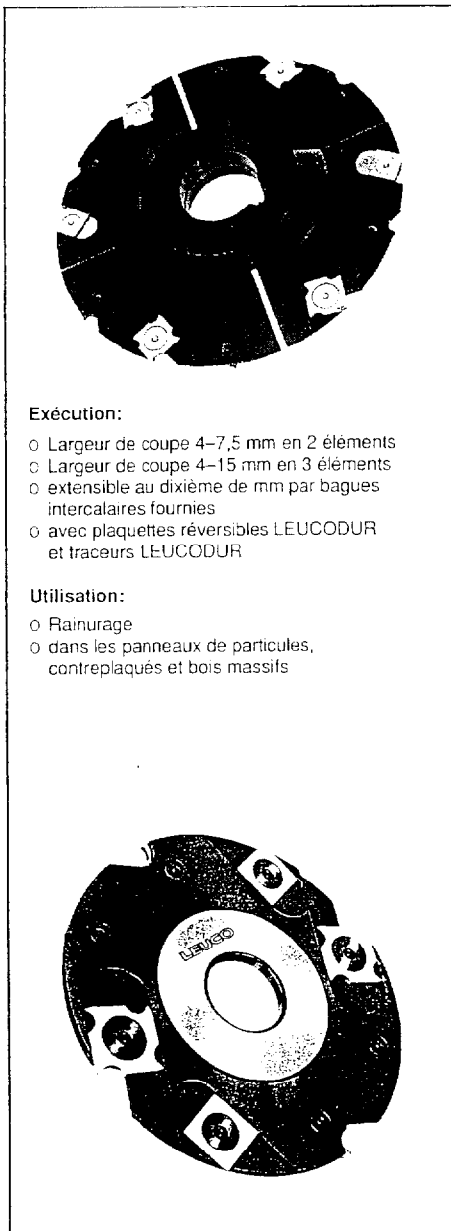 Exécution:
o Largeur de coupe 4–7,5 mm en 2 éléments
o Largeur de coupe 4–15 mm en 3 éléments
o extensible au dixième de mm par bagues
intercalaires fournies
o avec plaquettes réversibles LEUCODUR
et traceurs LEUCODUR
Utilisation:
o Rainurage
o dans les panneaux de particules,
contreplaqués et bois massifs
LEUCO